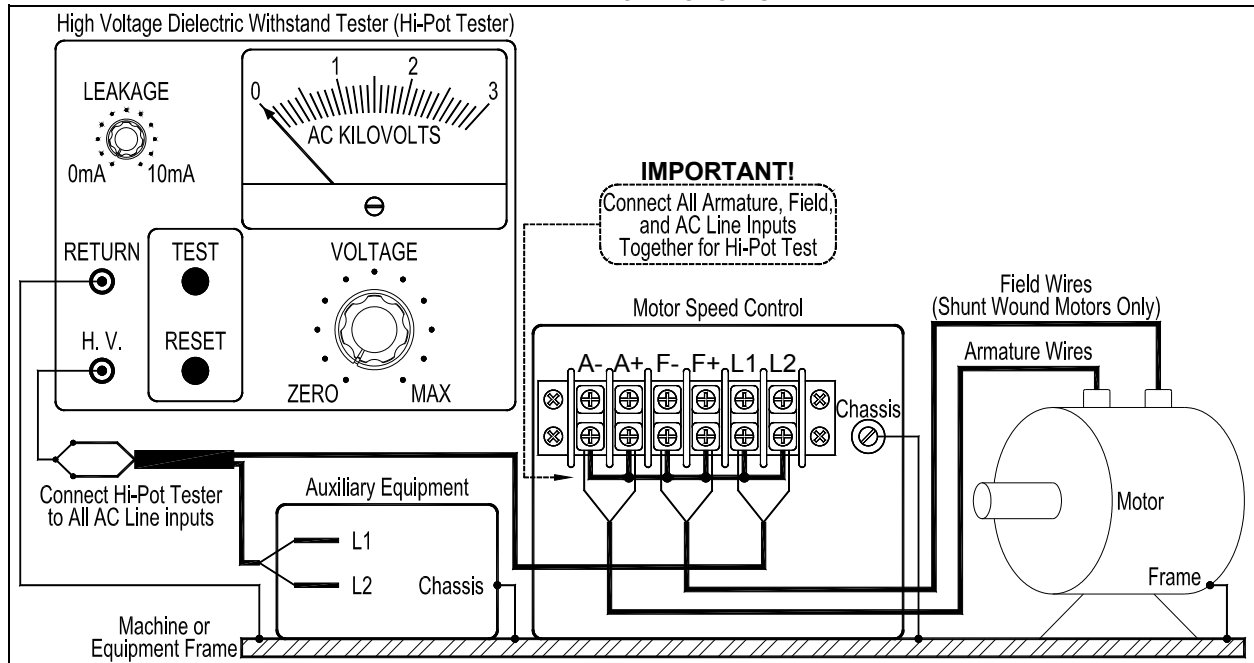 High Voltage Dielectric Withstand Tester (Hi-Pot Tester)
LEAKAGE
0mA 10mA
0 1 2 3
AC KILOVOLTS
RETURN
TEST
H. V.
RESET
VOLTAGE
ZERO MAX
IMPORTANT!
Connect All Armature, Field,
and AC Line Inputs
Together for Hi-Pot Test
Motor Speed Control
A- A+ F- F+ L1 L2
Chassis
Field Wires
(Shunt Wound Motors Only)
Armature Wires
Motor
Frame
Connect Hi-Pot Tester
to All AC Line inputs
Auxiliary Equipment
L1
L2
Chassis
Machine or
Equipment Frame